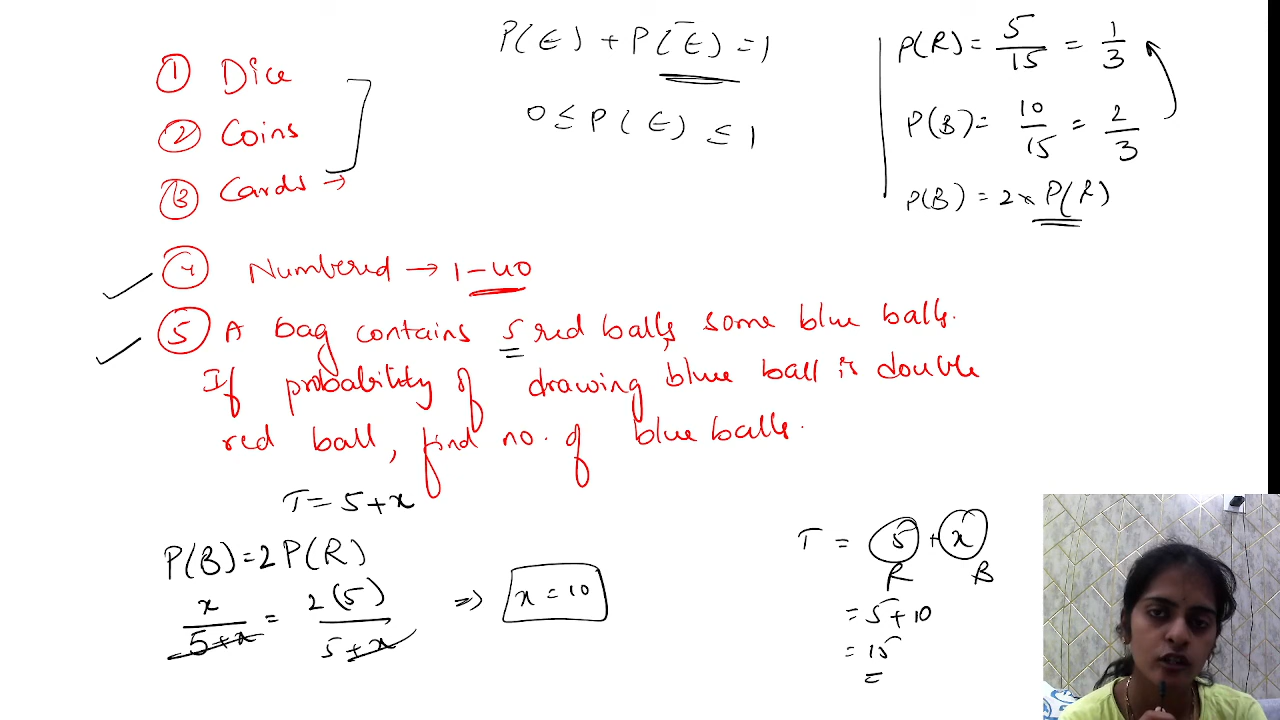 ① Dice
② Coins
③ Cards →
P(E) + P(Ē) = 1
0 ≤ P(E) ≤ 1
P(R) = 5/15 = 1/3
P(B) = 10/15 = 2/3
P(B) = 2 × P(R)
④ Numbered → 1-40
⑤ A bag contains 5 red balls, some blue balls.
If probability of drawing blue ball is double
red ball, find no. of blue balls.
T = 5+x
P(B) = 2 P(R)
x/5+x = 2(5)/5+x ⇒ x = 10
T = 5 + x
R B
= 5+10
= 15